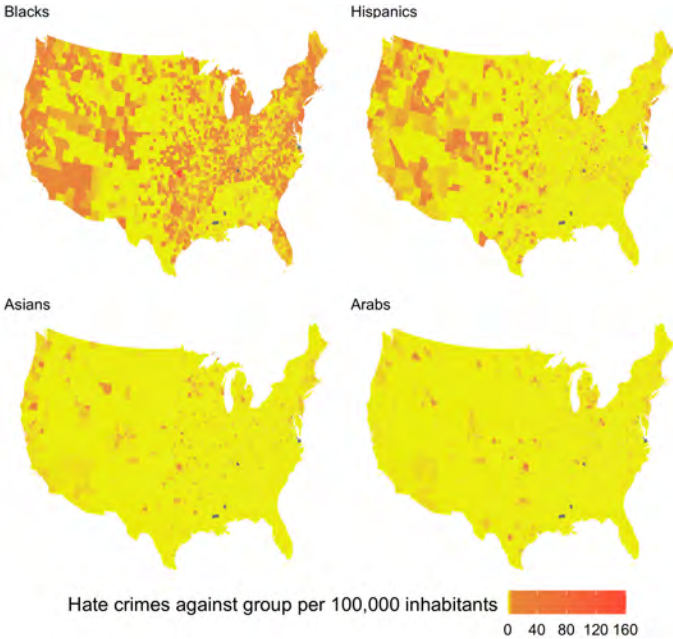 Blacks
Hispanics
Asians
Arabs
Hate crimes against group per 100,000 inhabitants
0 40 80 120 160